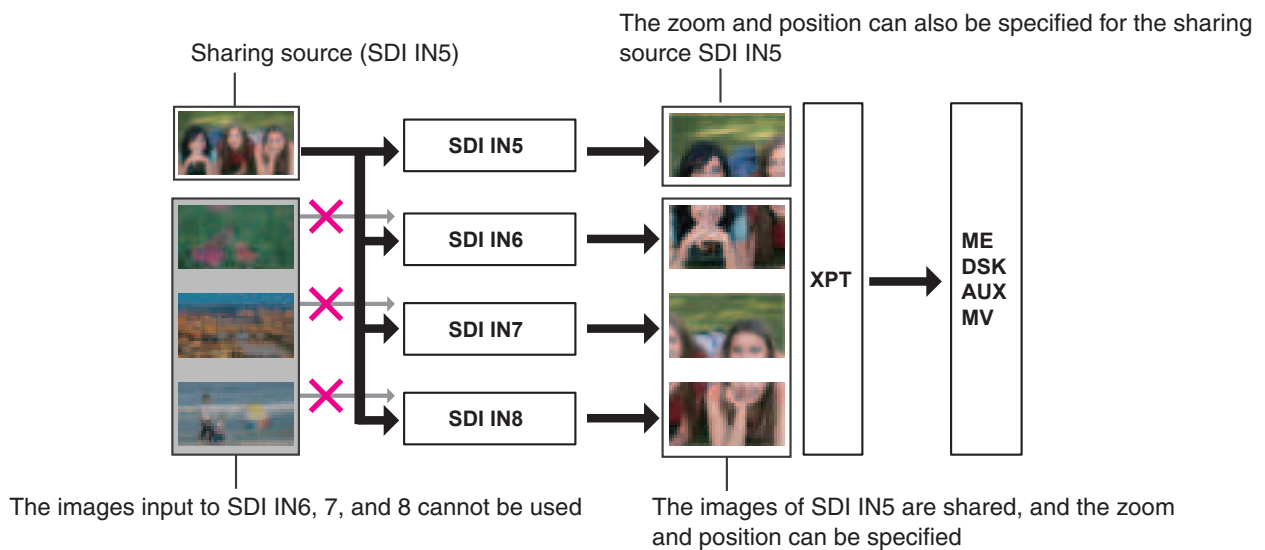 The zoom and position can also be specified for the sharing
source SDI IN5
Sharing source (SDI IN5)
SDI IN5
SDI IN6
SDI IN7
SDI IN8
XPT
ME
DSK
AUX
MV
The images input to SDI IN6, 7, and 8 cannot be used
The images of SDI IN5 are shared, and the zoom
and position can be specified